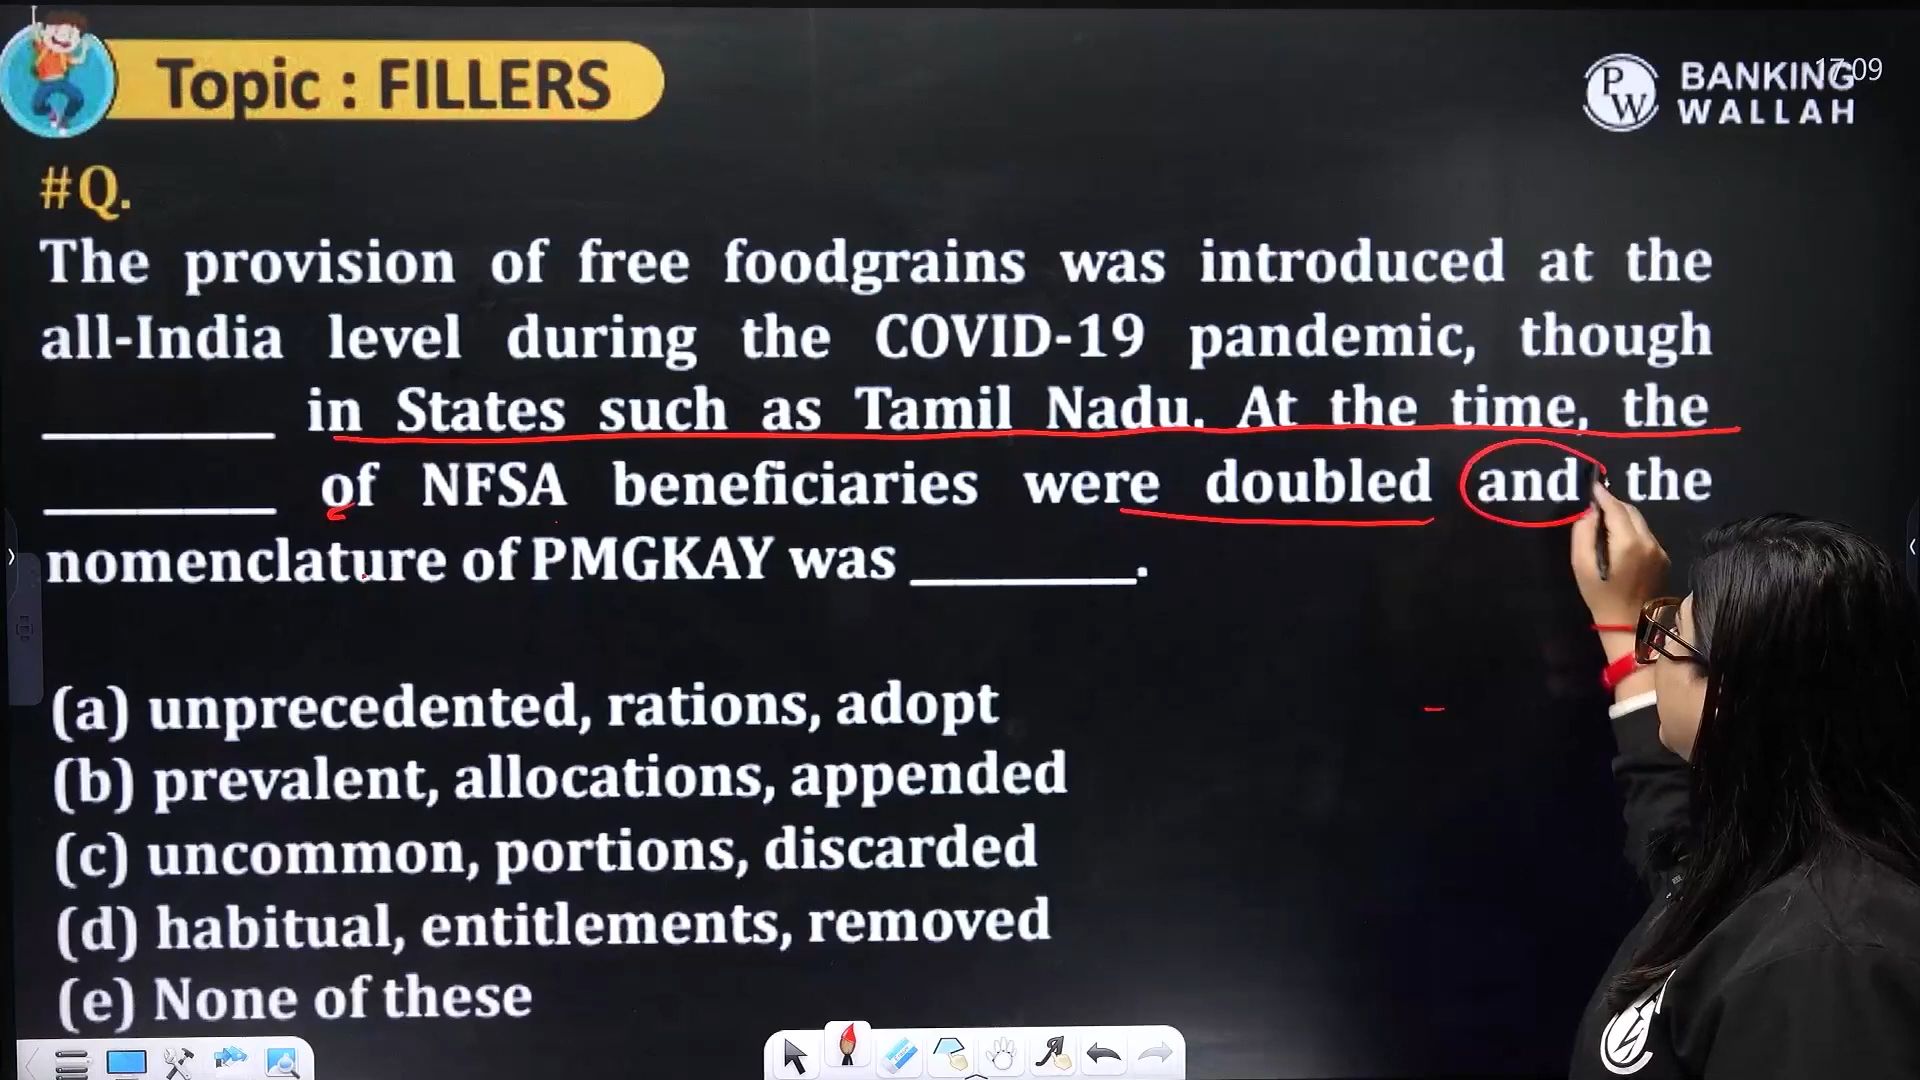 Topic : FILLERS
BANKING
WALLAH
17:09
#Q.
The provision of free foodgrains was introduced at the
all-India level during the COVID-19 pandemic, though
________ in States such as Tamil Nadu. At the time, the
________ of NFSA beneficiaries were doubled and the
nomenclature of PMGKAY was ________.
(a) unprecedented, rations, adopt
(b) prevalent, allocations, appended
(c) uncommon, portions, discarded
(d) habitual, entitlements, removed
(e) None of these